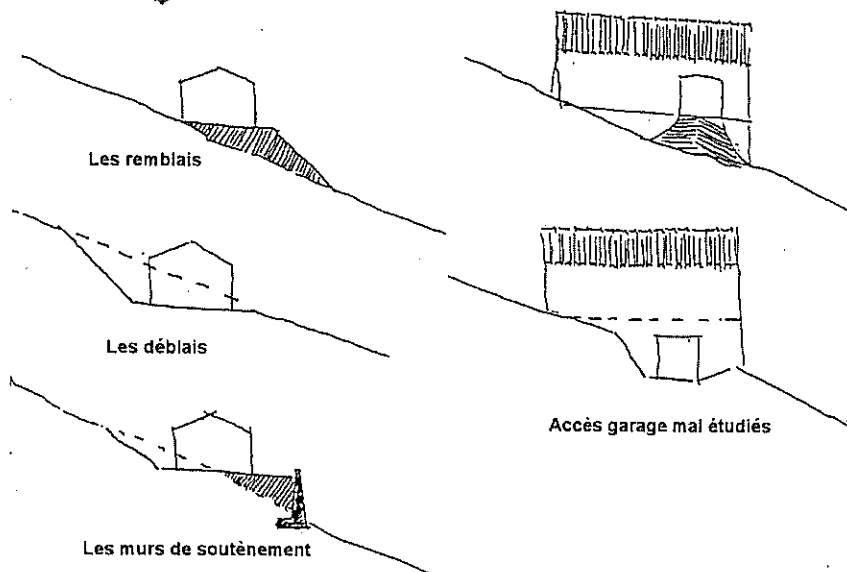 Les remblais
Les déblais
Accès garage mal étudiés
Les murs de soutènement